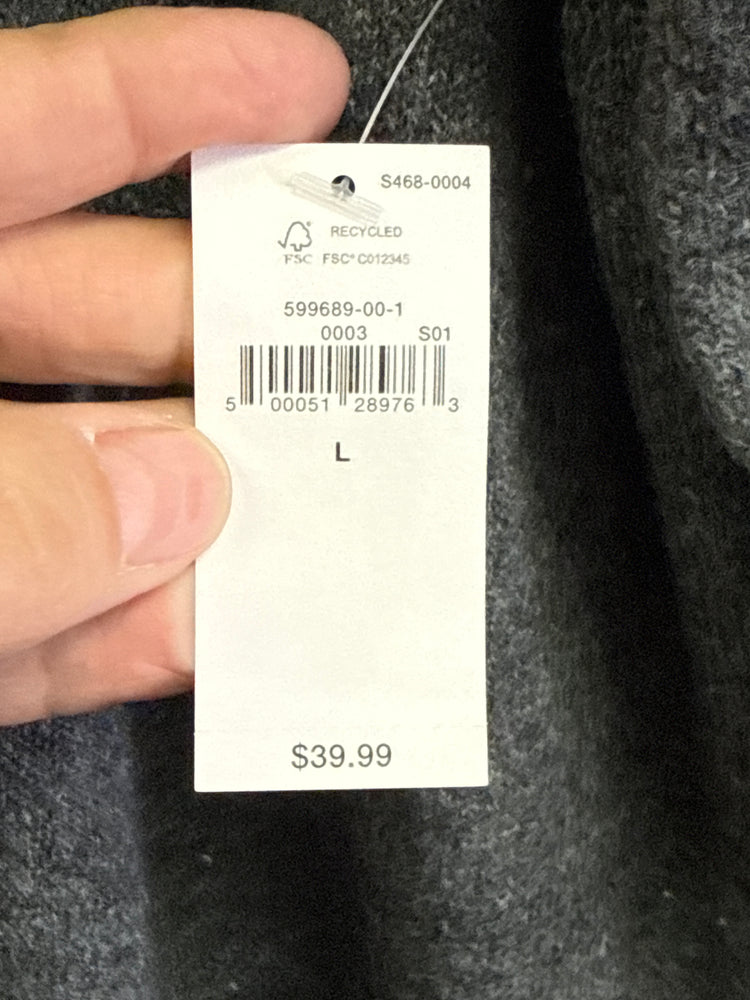 S468-0004
RECYCLED
FSC FSC® C012345
599689-00-1
0003 S01
5 00051 28976 3
L
$39.99